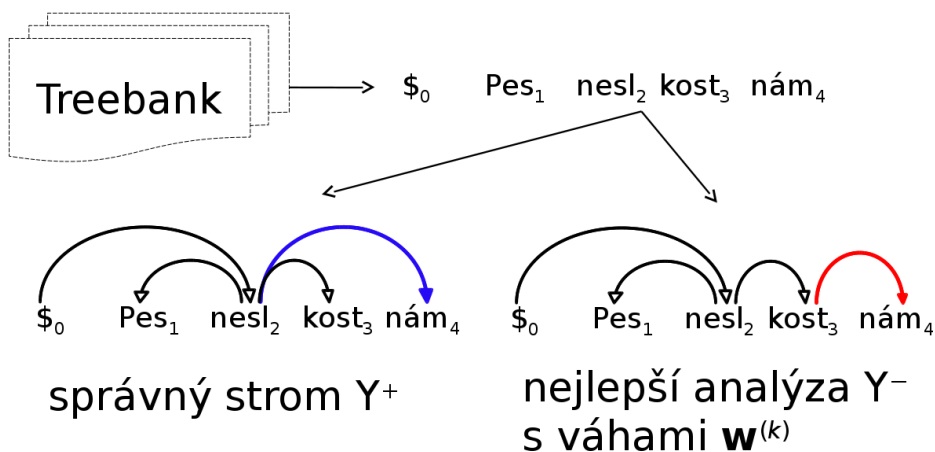 Treebank
$₀ Pes₁ nesl₂ kost₃ nám₄
$₀ Pes₁ nesl₂ kost₃ nám₄
$₀ Pes₁ nesl₂ kost₃ nám₄
správný strom Y⁺
nejlepší analýza Y⁻
s váhami w⁽ᵏ⁾